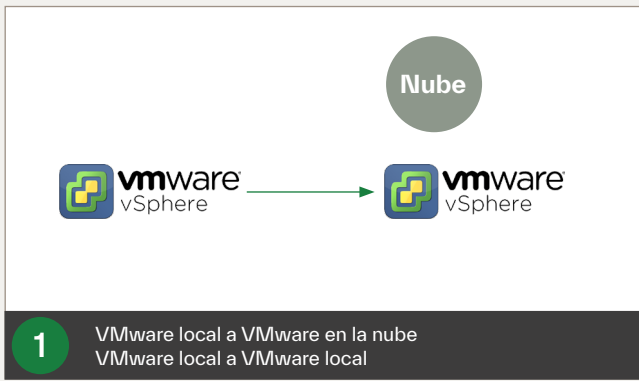 Nube
vmware
vSphere
vmware
vSphere
1
VMware local a VMware en la nube
VMware local a VMware local